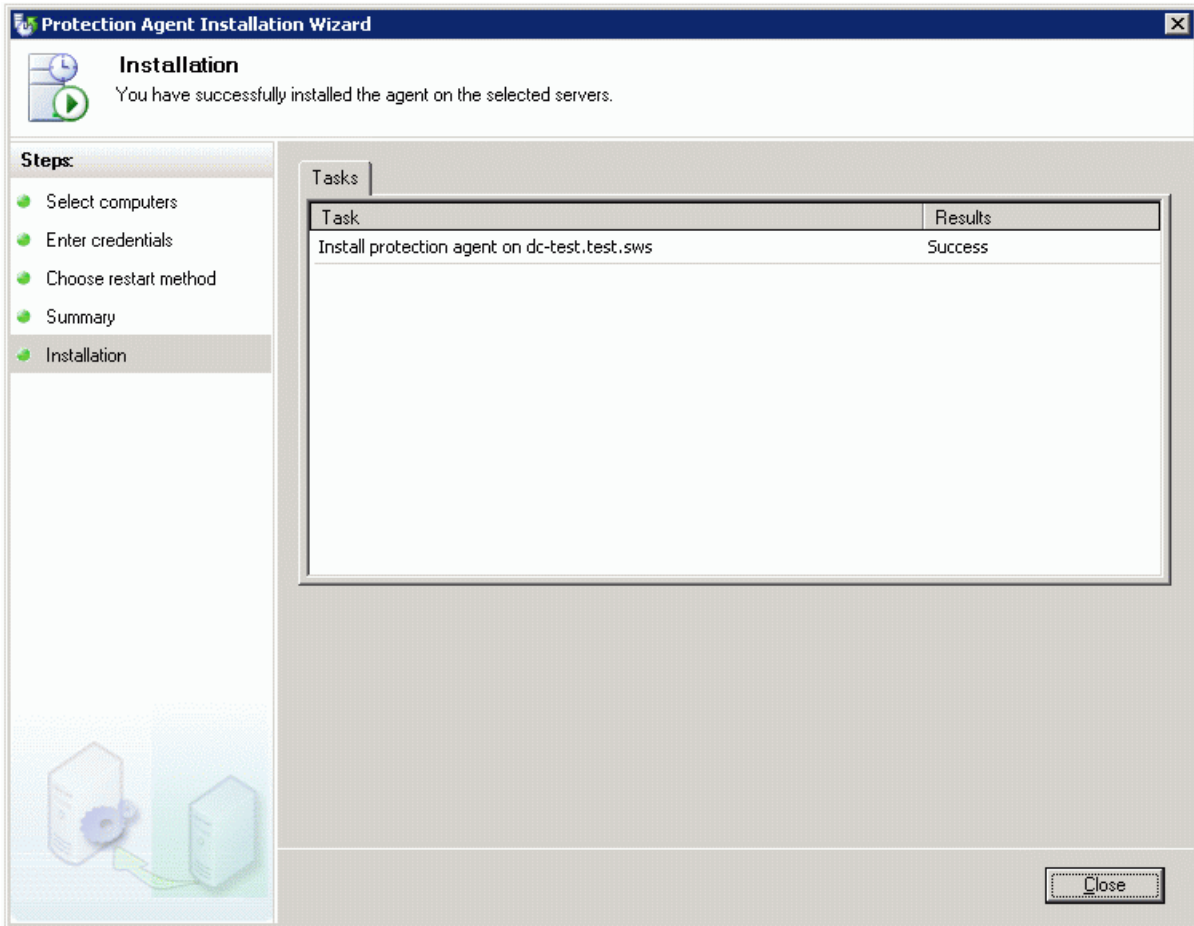 Protection Agent Installation Wizard
Installation
You have successfully installed the agent on the selected servers.
Steps:
Select computers
Enter credentials
Choose restart method
Summary
Installation
Tasks
Task Results
Install protection agent on dc-test.test.sws Success
Close